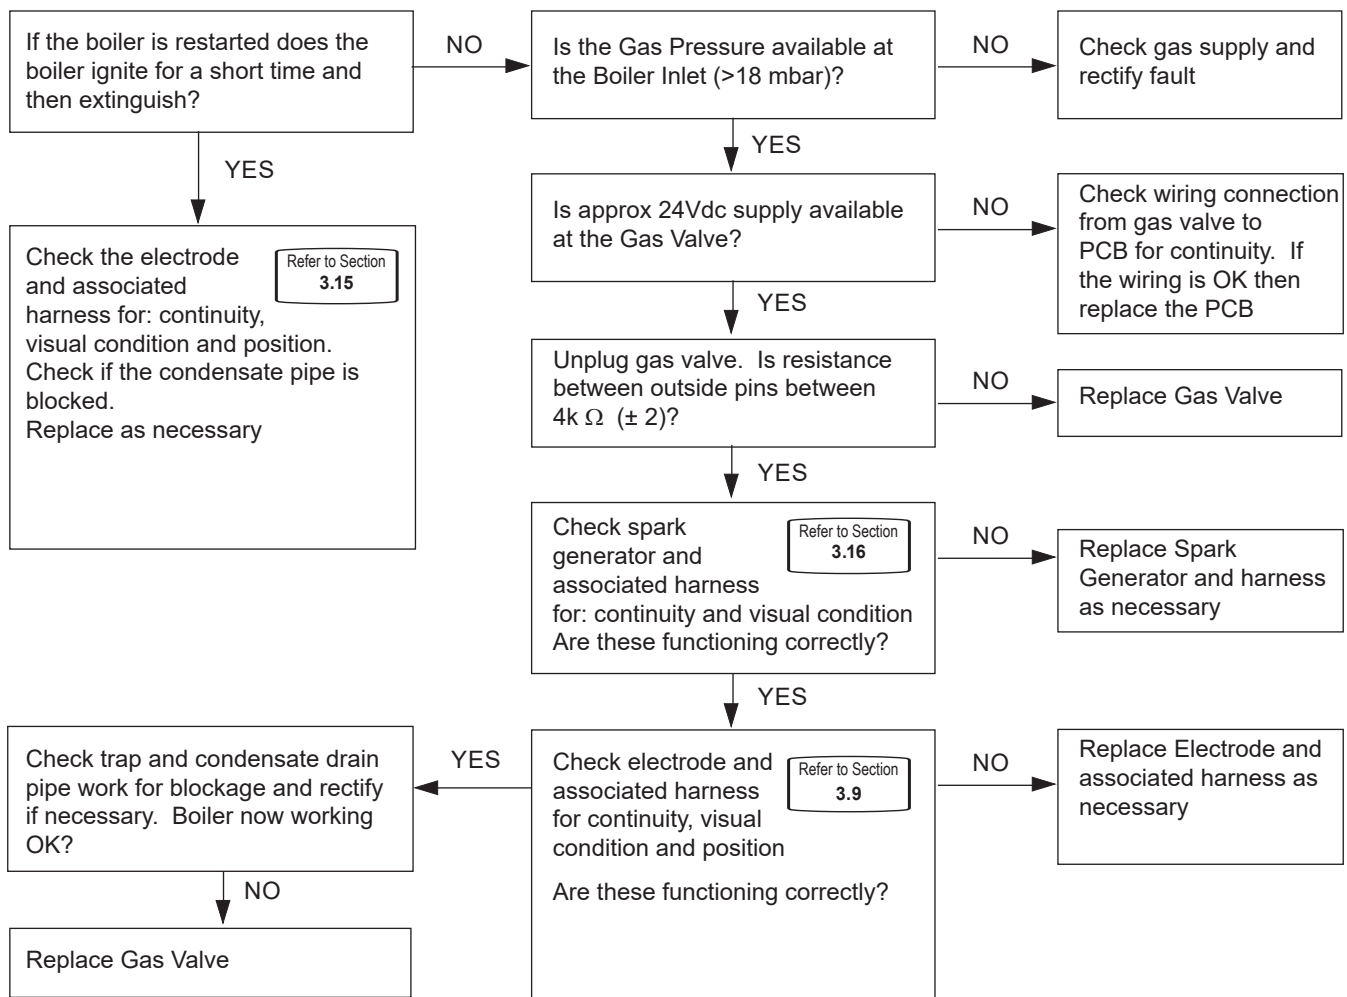 If the boiler is restarted does the
boiler ignite for a short time and
then extinguish?
NO
Is the Gas Pressure available at
the Boiler Inlet (>18 mbar)?
NO
Check gas supply and
rectify fault
YES
YES
Is approx 24Vdc supply available
at the Gas Valve?
NO
Check wiring connection
from gas valve to
PCB for continuity.  If
the wiring is OK then
replace the PCB
Check the electrode
and associated
harness for: continuity,
visual condition and position.
Check if the condensate pipe is
blocked.
Replace as necessary
Refer to Section
3.15
YES
Unplug gas valve.  Is resistance
between outside pins between
4k Ω  (± 2)?
NO
Replace Gas Valve
YES
Check spark
generator and
associated harness
for: continuity and visual condition
Are these functioning correctly?
Refer to Section
3.16
NO
Replace Spark
Generator and harness
as necessary
YES
Check electrode and
associated harness
for continuity, visual
condition and position
Are these functioning correctly?
Refer to Section
3.9
NO
Replace Electrode and
associated harness as
necessary
YES
Check trap and condensate drain
pipe work for blockage and rectify
if necessary.  Boiler now working
OK?
NO
Replace Gas Valve